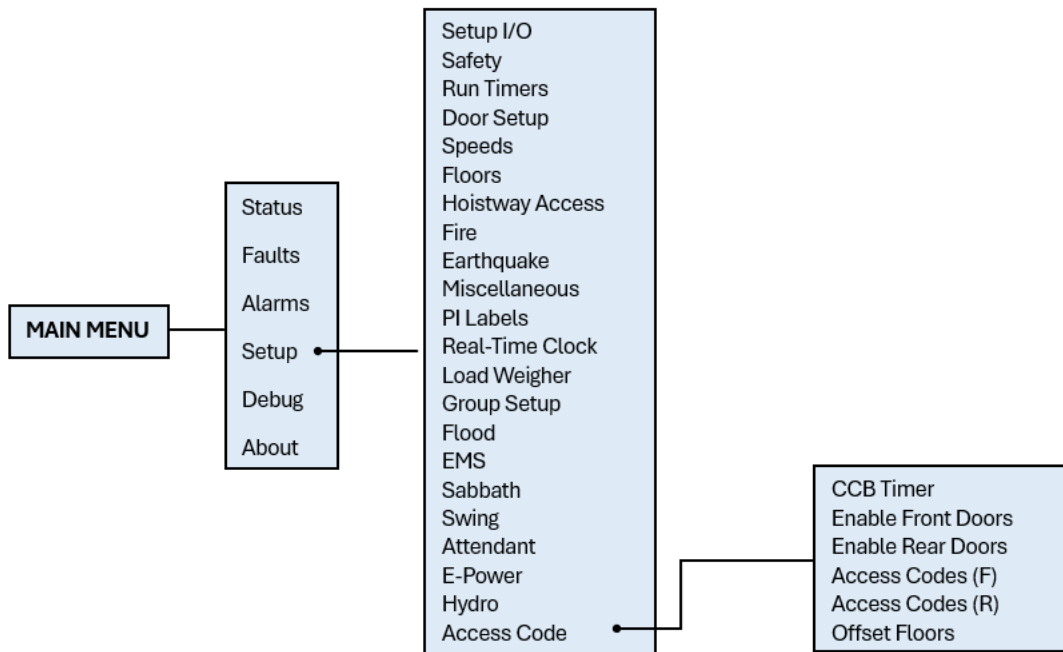 MAIN MENU
Status
Faults
Alarms
Setup
Debug
About
Setup I/O
Safety
Run Timers
Door Setup
Speeds
Floors
Hoistway Access
Fire
Earthquake
Miscellaneous
PI Labels
Real-Time Clock
Load Weigher
Group Setup
Flood
EMS
Sabbath
Swing
Attendant
E-Power
Hydro
Access Code
CCB Timer
Enable Front Doors
Enable Rear Doors
Access Codes (F)
Access Codes (R)
Offset Floors